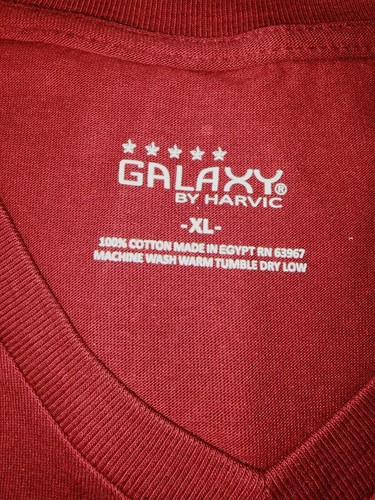 GALAXY®
BY HARVIC
-XL-
100% COTTON MADE IN EGYPT RN 63967
MACHINE WASH WARM TUMBLE DRY LOW